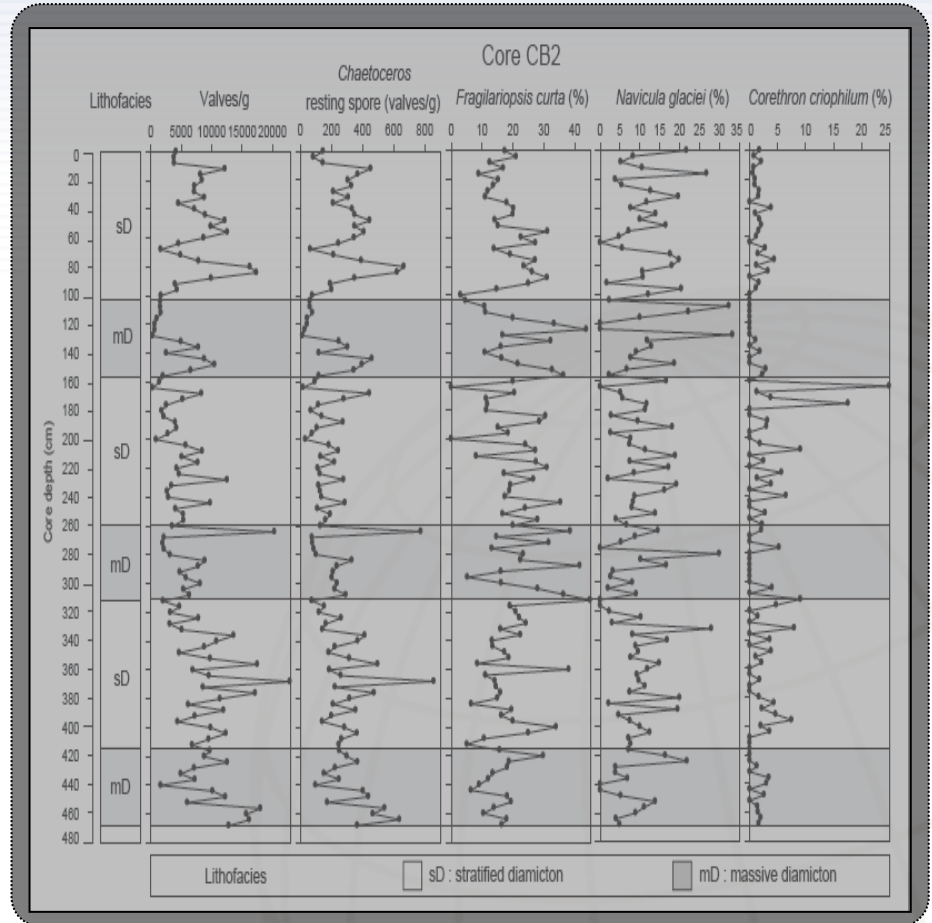 Core CB2
Lithofacies
Valves/g
Chaetoceros
resting spore (valves/g)
Fragilariopsis curta (%)
Navicula glaciei (%)
Corethron criophilum (%)
0 5000 10000 15000 20000
0 200 400 600 800
0 10 20 30 40
0 5 10 15 20 25 30 35
0 5 10 15 20 25
Core depth (cm)
0
20
40
60
80
100
120
140
160
180
200
220
240
260
280
300
320
340
360
380
400
420
440
460
480
sD
mD
sD
mD
sD
mD
Lithofacies
sD : stratified diamicton
mD : massive diamicton